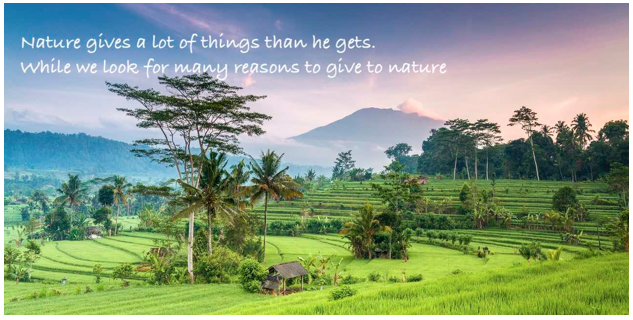 Nature gives a lot of things than he gets.
While we look for many reasons to give to nature